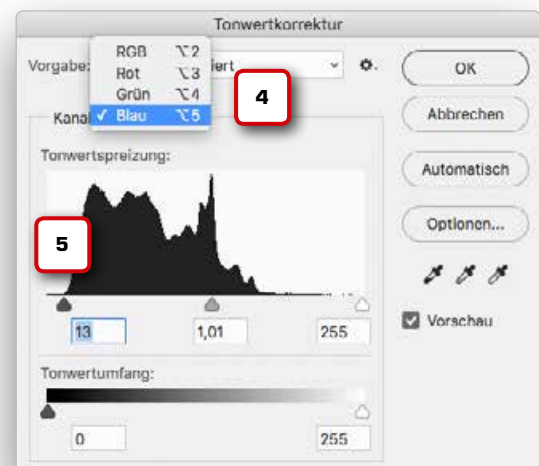 Tonwertkorrektur
RGB ⌥2
Vorgabe: Rot ⌥3 iert OK
Grün ⌥4 4
Kana ✓ Blau ⌥5 Abbrechen
Tonwertspreizung:
Automatisch
5
Optionen...
13 1,01 255 Vorschau
Tonwertumfang:
0 255